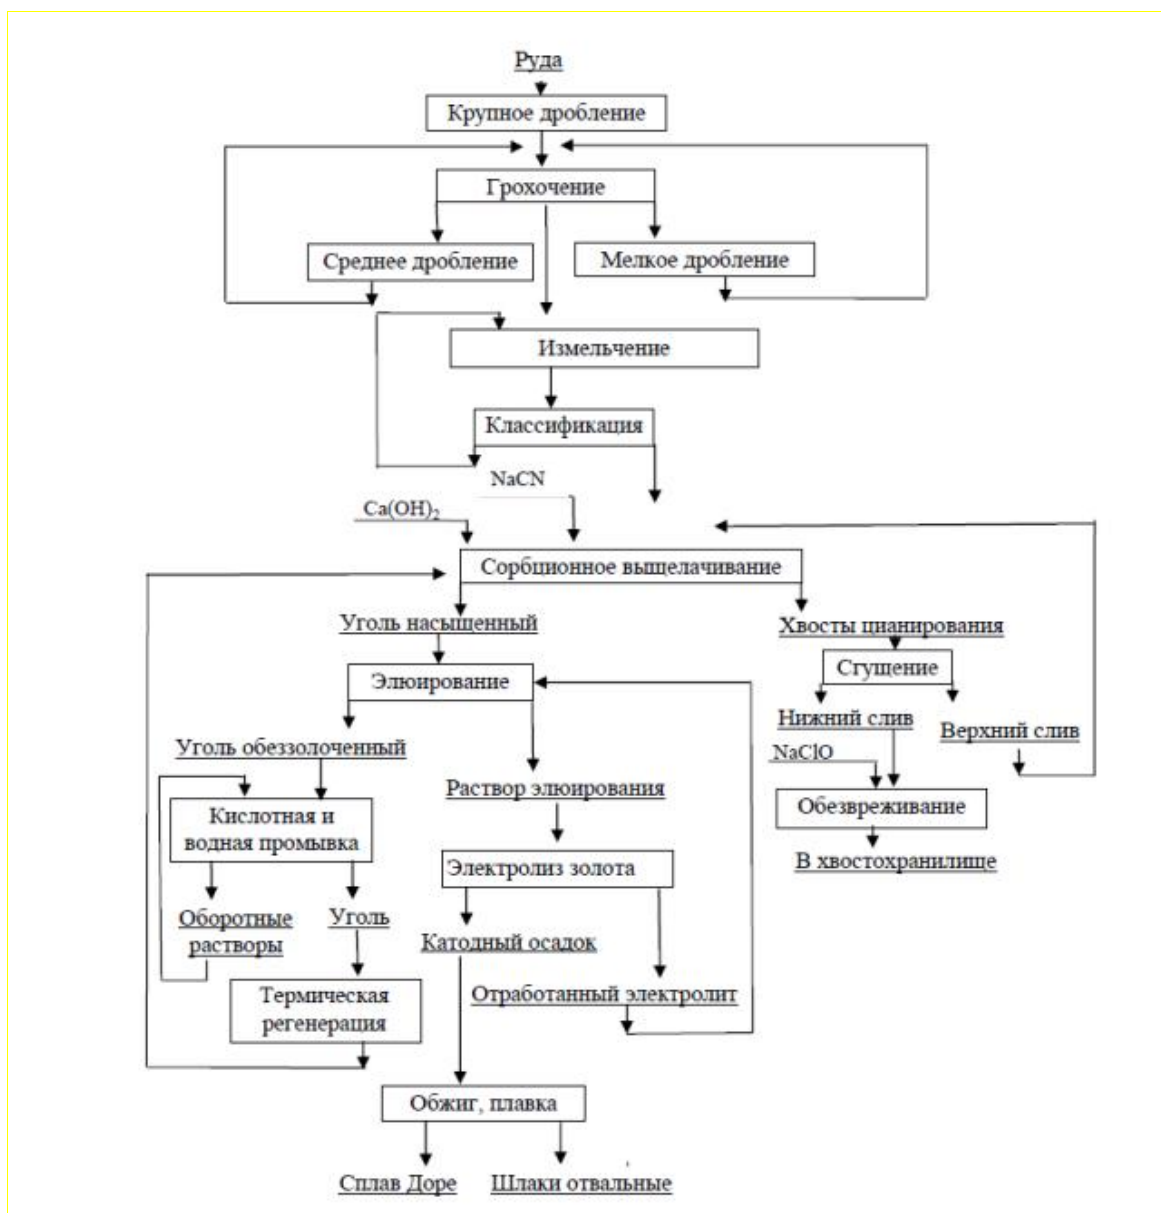 Руда
Крупное дробление
Грохочение
Среднее дробление
Мелкое дробление
Измельчение
Классификация
NaCN
Ca(OH)₂
Сорбционное выщелачивание
Уголь насыщенный
Хвосты цианирования
Элюирование
Сгущение
Нижний слив
Верхний слив
Уголь обеззолоченный
NaClO
Раствор элюирования
Обезвреживание
Кислотная и
водная промывка
В хвостохранилище
Электролиз золота
Оборотные
растворы
Уголь
Катодный осадок
Термическая
регенерация
Отработанный электролит
Обжиг, плавка
Сплав Доре
Шлаки отвальные